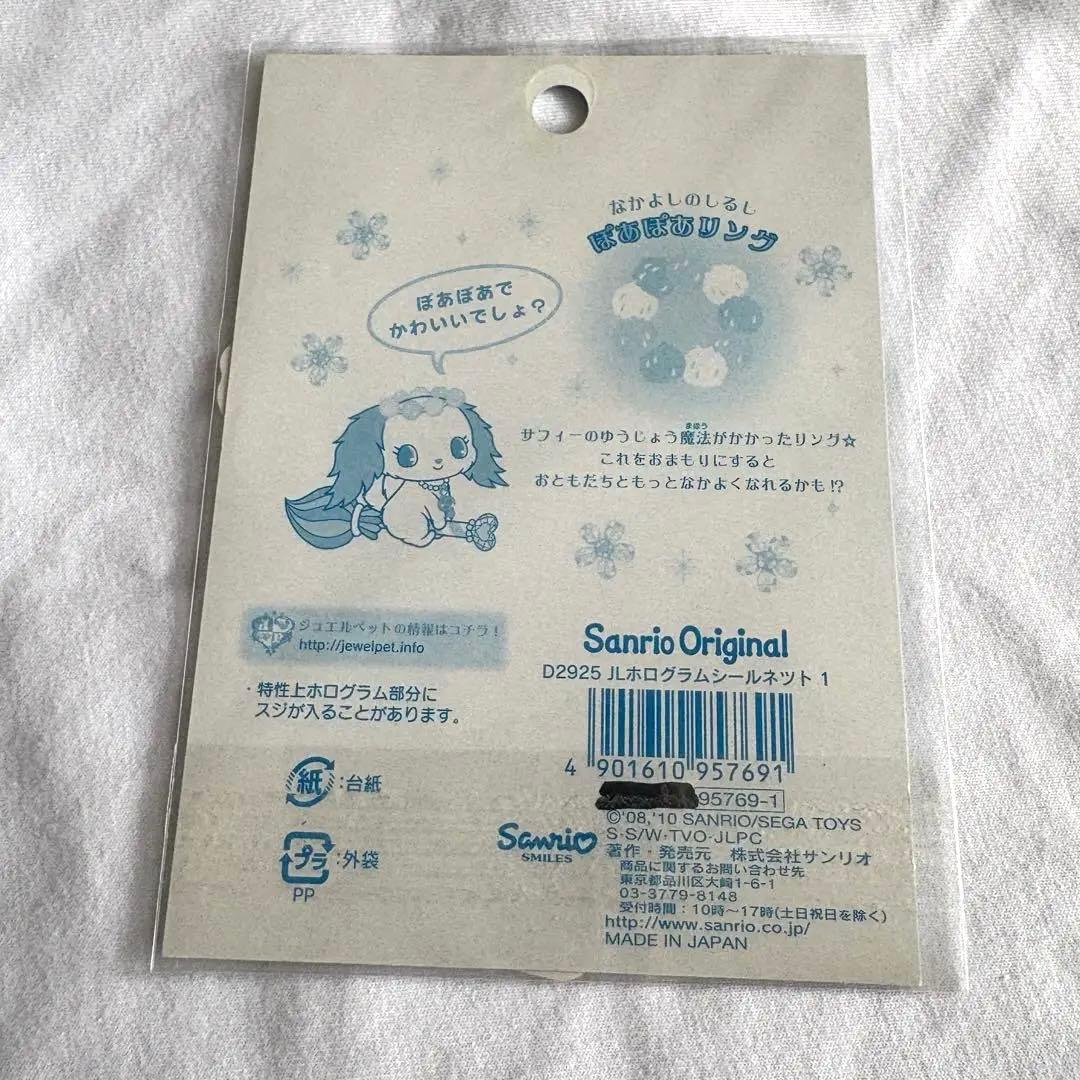 なかよしのしるし
ぽあぽあリング
ぽあぽあで
かわいいでしょ?
サフィーのゆうじょう魔法がかかったリング☆
まほう
これをおまもりにすると
おともだちともっとなかよくなれるかも!?
ジュエルペットの情報はコチラ!
http://jewelpet.info
・特性上ホログラム部分に
スジが入ることがあります。
Sanrio Original
D2925 JLホログラムシールネツト 1
4 901610 957691
95769-1
紙:台紙
プラ:外袋
PP
Sanrio
SMILES
©'08,'10 SANRIO/SEGA TOYS
S·S/W·TVO·JLPC
著作・発売元 株式会社サンリオ
商品に関するお問い合わせ先
東京都品川区大崎1-6-1
03-3779-8148
受付時間:10時〜17時(土日祝日を除く)
http://www.sanrio.co.jp/
MADE IN JAPAN